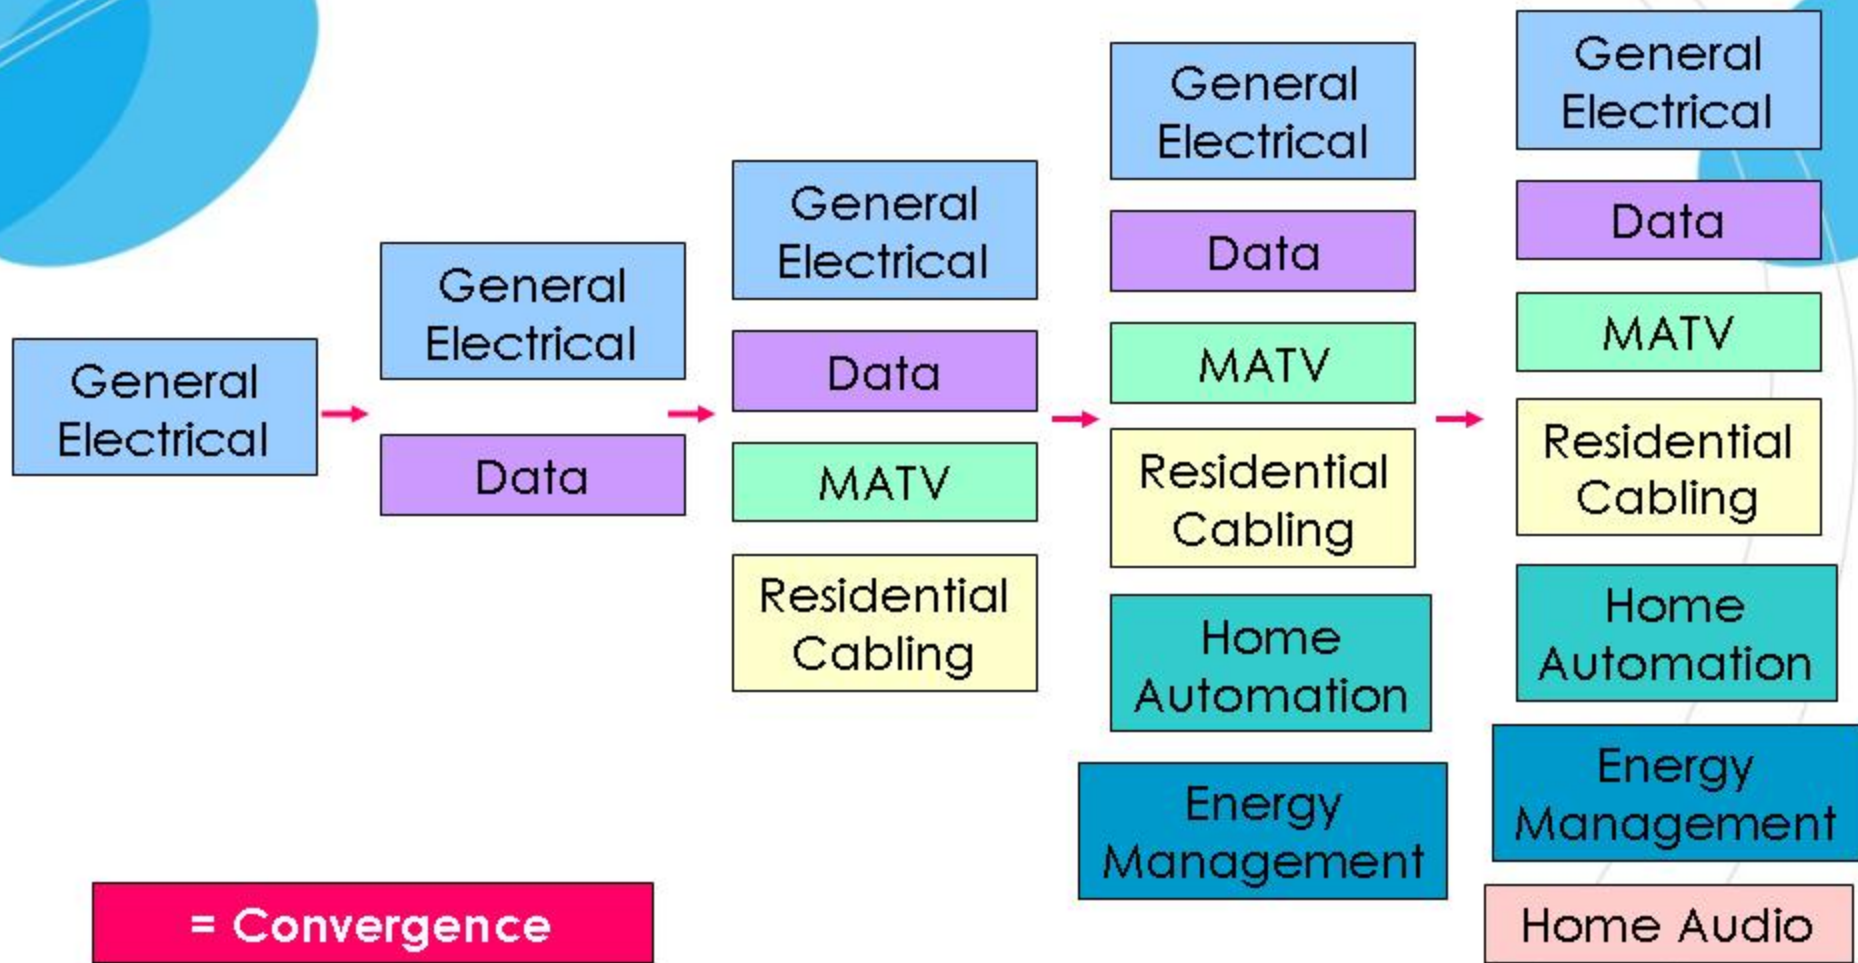 General
Electrical
General
Electrical
Data
General
Electrical
Data
MATV
Residential
Cabling
General
Electrical
Data
MATV
Residential
Cabling
Home
Automation
Energy
Management
General
Electrical
Data
MATV
Residential
Cabling
Home
Automation
Energy
Management
Home Audio
= Convergence